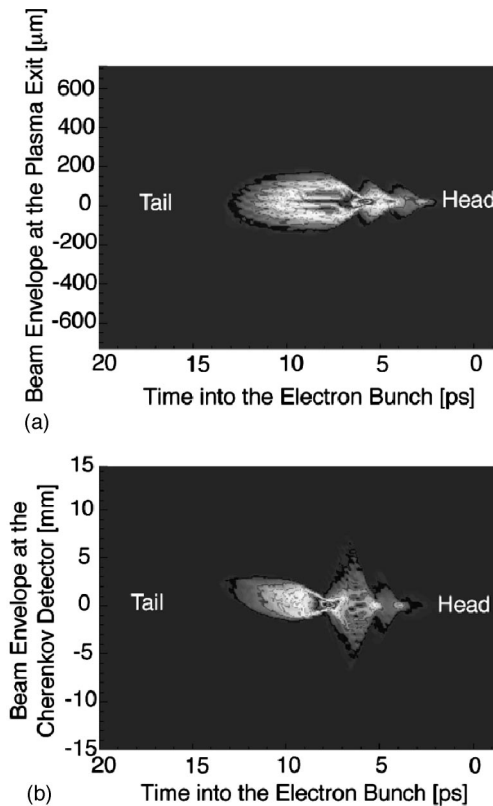 Beam Envelope at the Plasma Exit [μm]
600
400
200
0
-200
-400
-600
Tail
Head
20 15 10 5 0
Time into the Electron Bunch [ps]
(a)
Beam Envelope at the
Cherenkov Detector [mm]
15
10
5
0
-5
-10
-15
Tail
Head
20 15 10 5 0
Time into the Electron Bunch [ps]
(b)